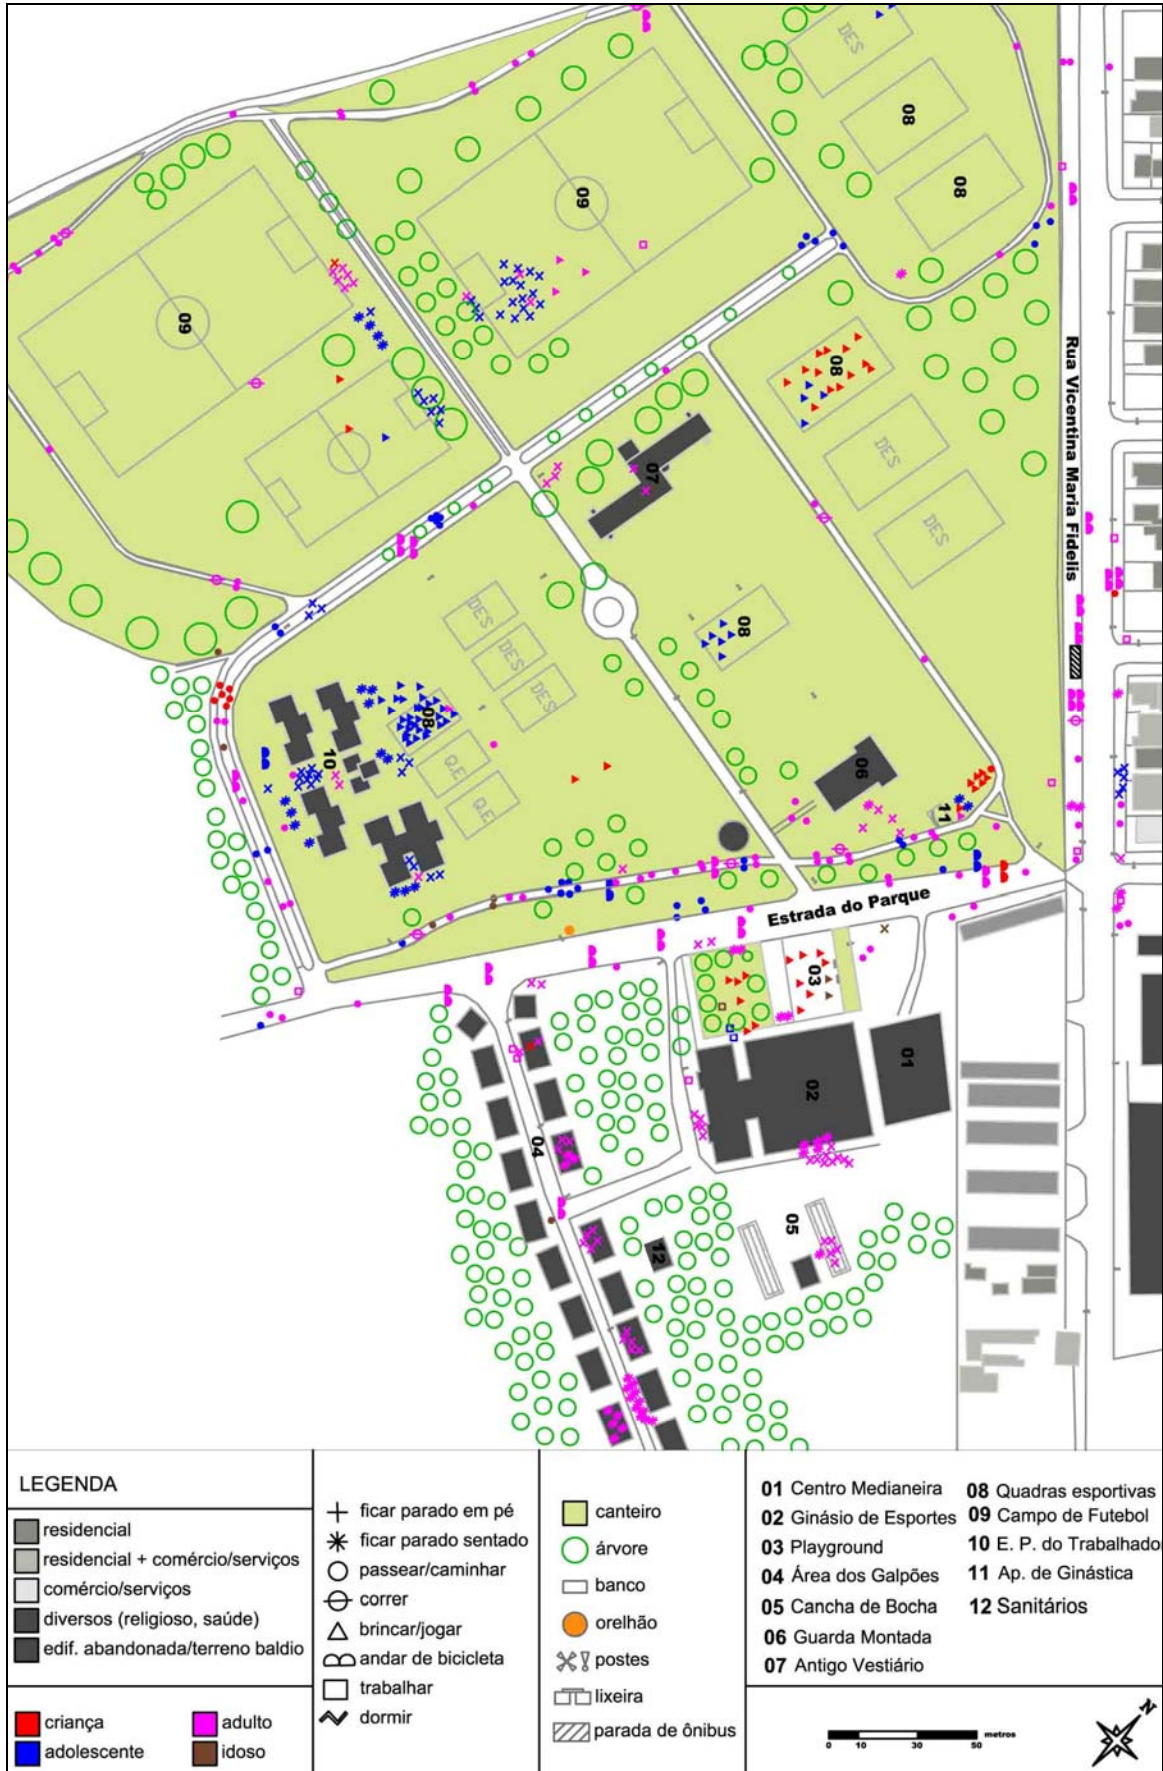 DES
08
08
09
09
08
Rua Vicentina Maria Fidelis
DES
07
DES
08
DES
DES
DES
08
10
Q.E.
Q.E.
06
11
Estrada do Parque
03
01
02
04
05
12
LEGENDA
residencial
residencial + comércio/serviços
comércio/serviços
diversos (religioso, saúde)
edif. abandonada/terreno baldio
criança
adolescente
adulto
idoso
ficar parado em pé
ficar parado sentado
passear/caminhar
correr
brincar/jogar
andar de bicicleta
trabalhar
dormir
canteiro
árvore
banco
orelhão
postes
lixeira
parada de ônibus
01 Centro Medianeira
02 Ginásio de Esportes
03 Playground
04 Área dos Galpões
05 Cancha de Bocha
06 Guarda Montada
07 Antigo Vestiário
08 Quadras esportivas
09 Campo de Futebol
10 E. P. do Trabalhado
11 Ap. de Ginástica
12 Sanitários
metros
0 10 30 50
N